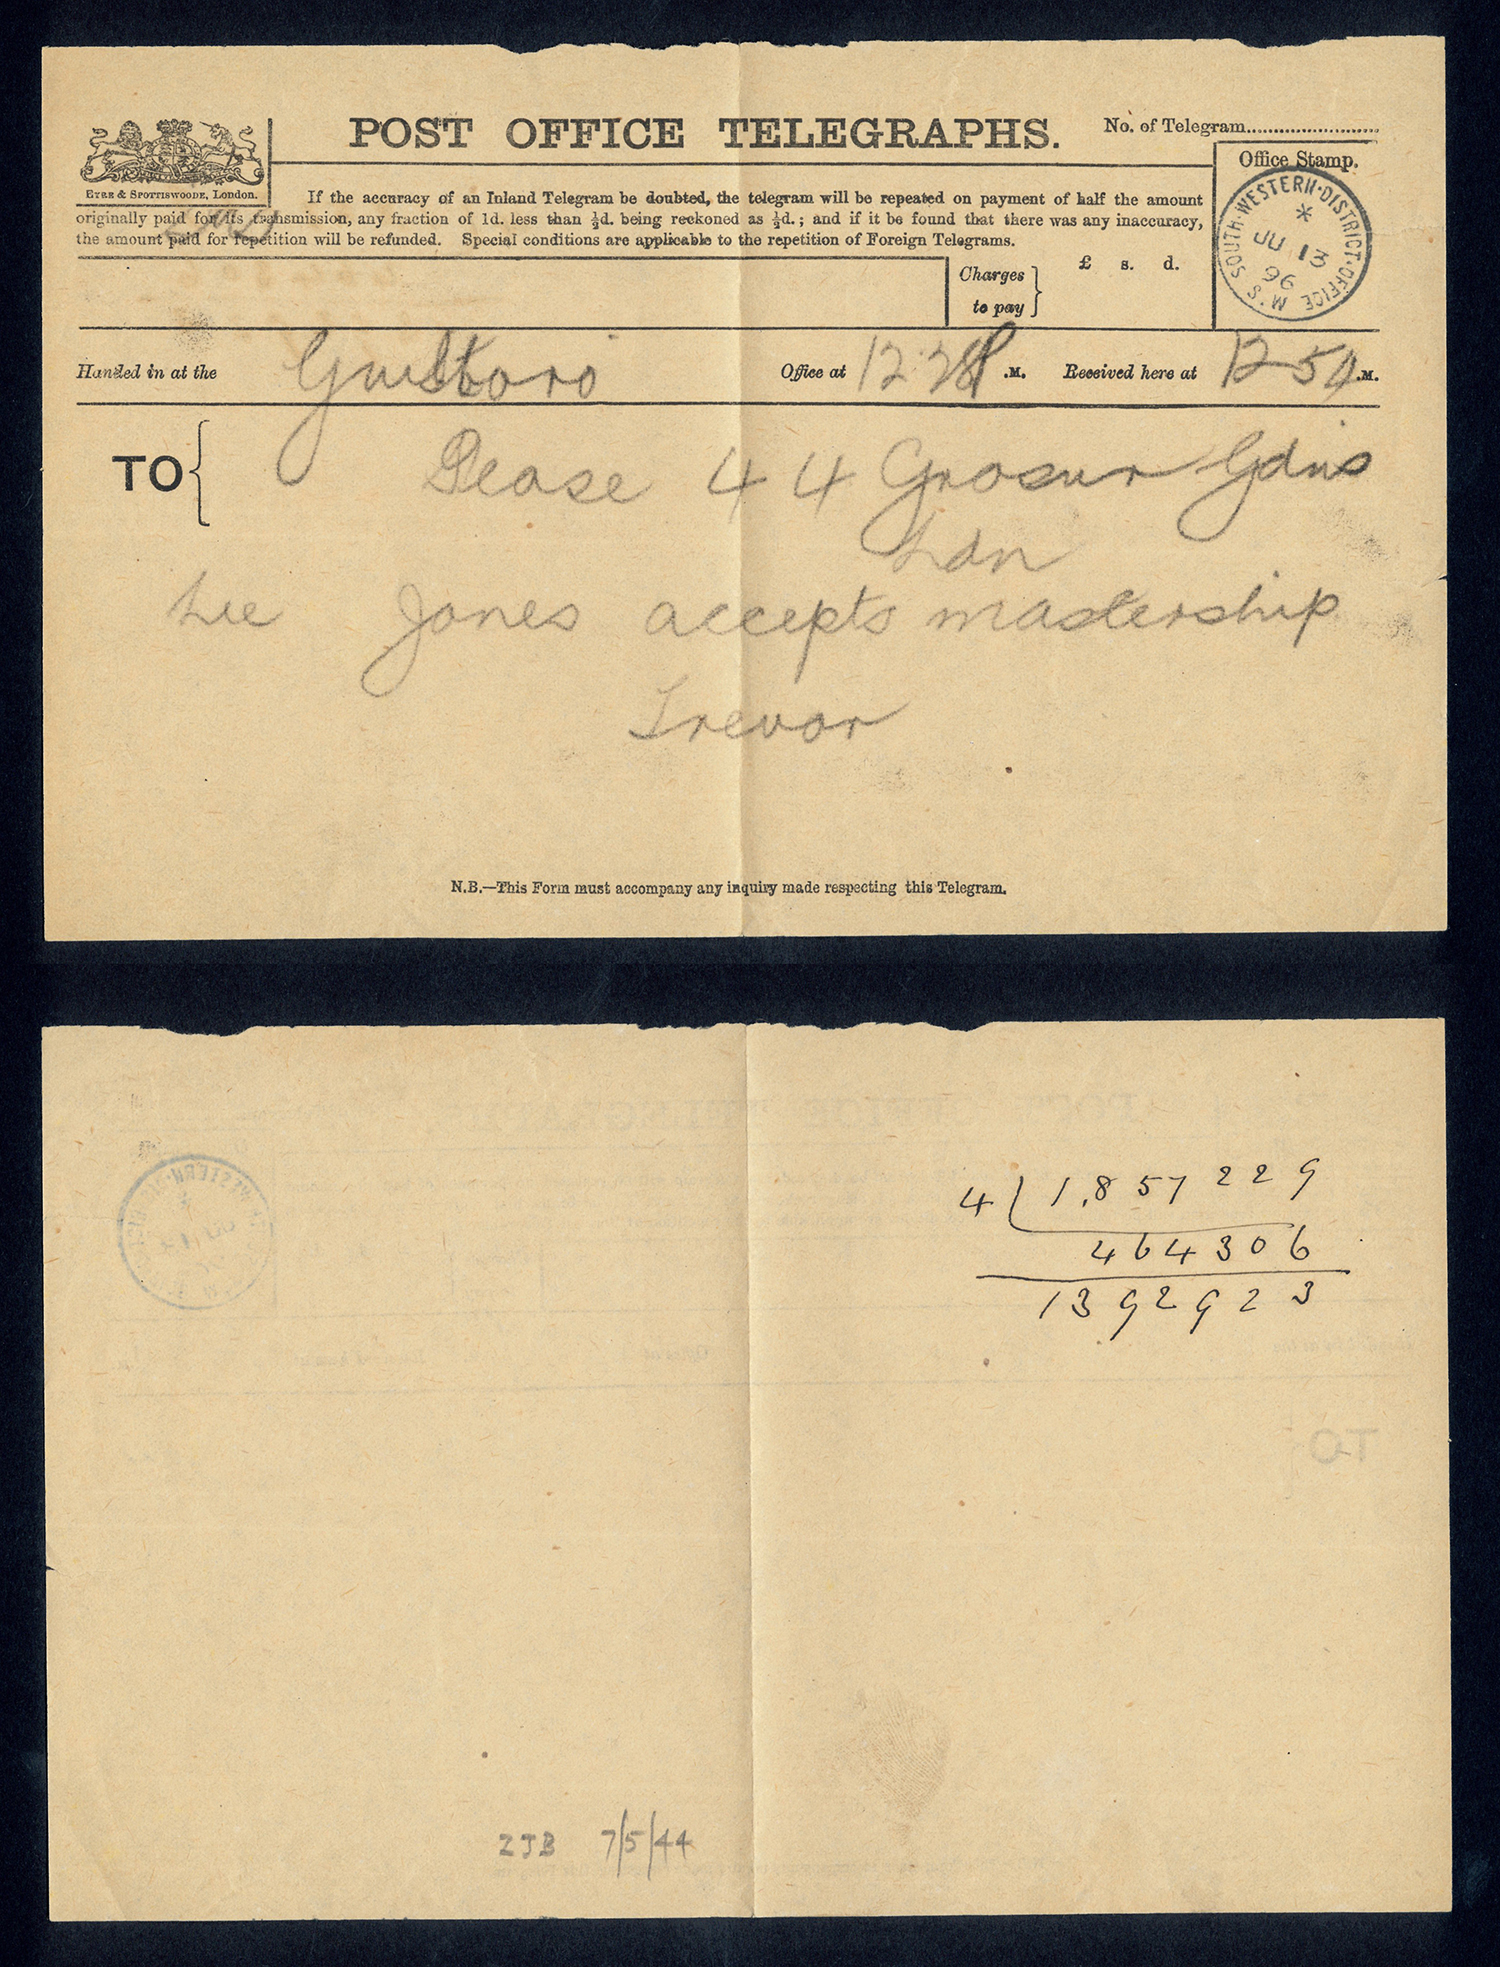 POST OFFICE TELEGRAPHS.
No. of Telegram........................
EYRE & SPOTTISWOODE, London.
Office Stamp.
If the accuracy of an Inland Telegram be doubted, the telegram will be repeated on payment of half the amount
originally paid for its transmission, any fraction of 1d. less than ½d. being reckoned as ½d.; and if it be found that there was any inaccuracy,
the amount paid for repetition will be refunded. Special conditions are applicable to the repetition of Foreign Telegrams.
SOUTH·WESTERN·DISTRICT·OFFICE S.W.
JU 13
96
Charges to pay } £ s. d.
Handed in at the Office at 12.28 P.M. Received here at 12 54 .M.
TO { Pease 44 Gdns
Ldn
Lee Jones accepts mastership
Trevor
N.B.—This Form must accompany any inquiry made respecting this Telegram.
4 1,857229
464306
1392923
ZJB 7/5/44